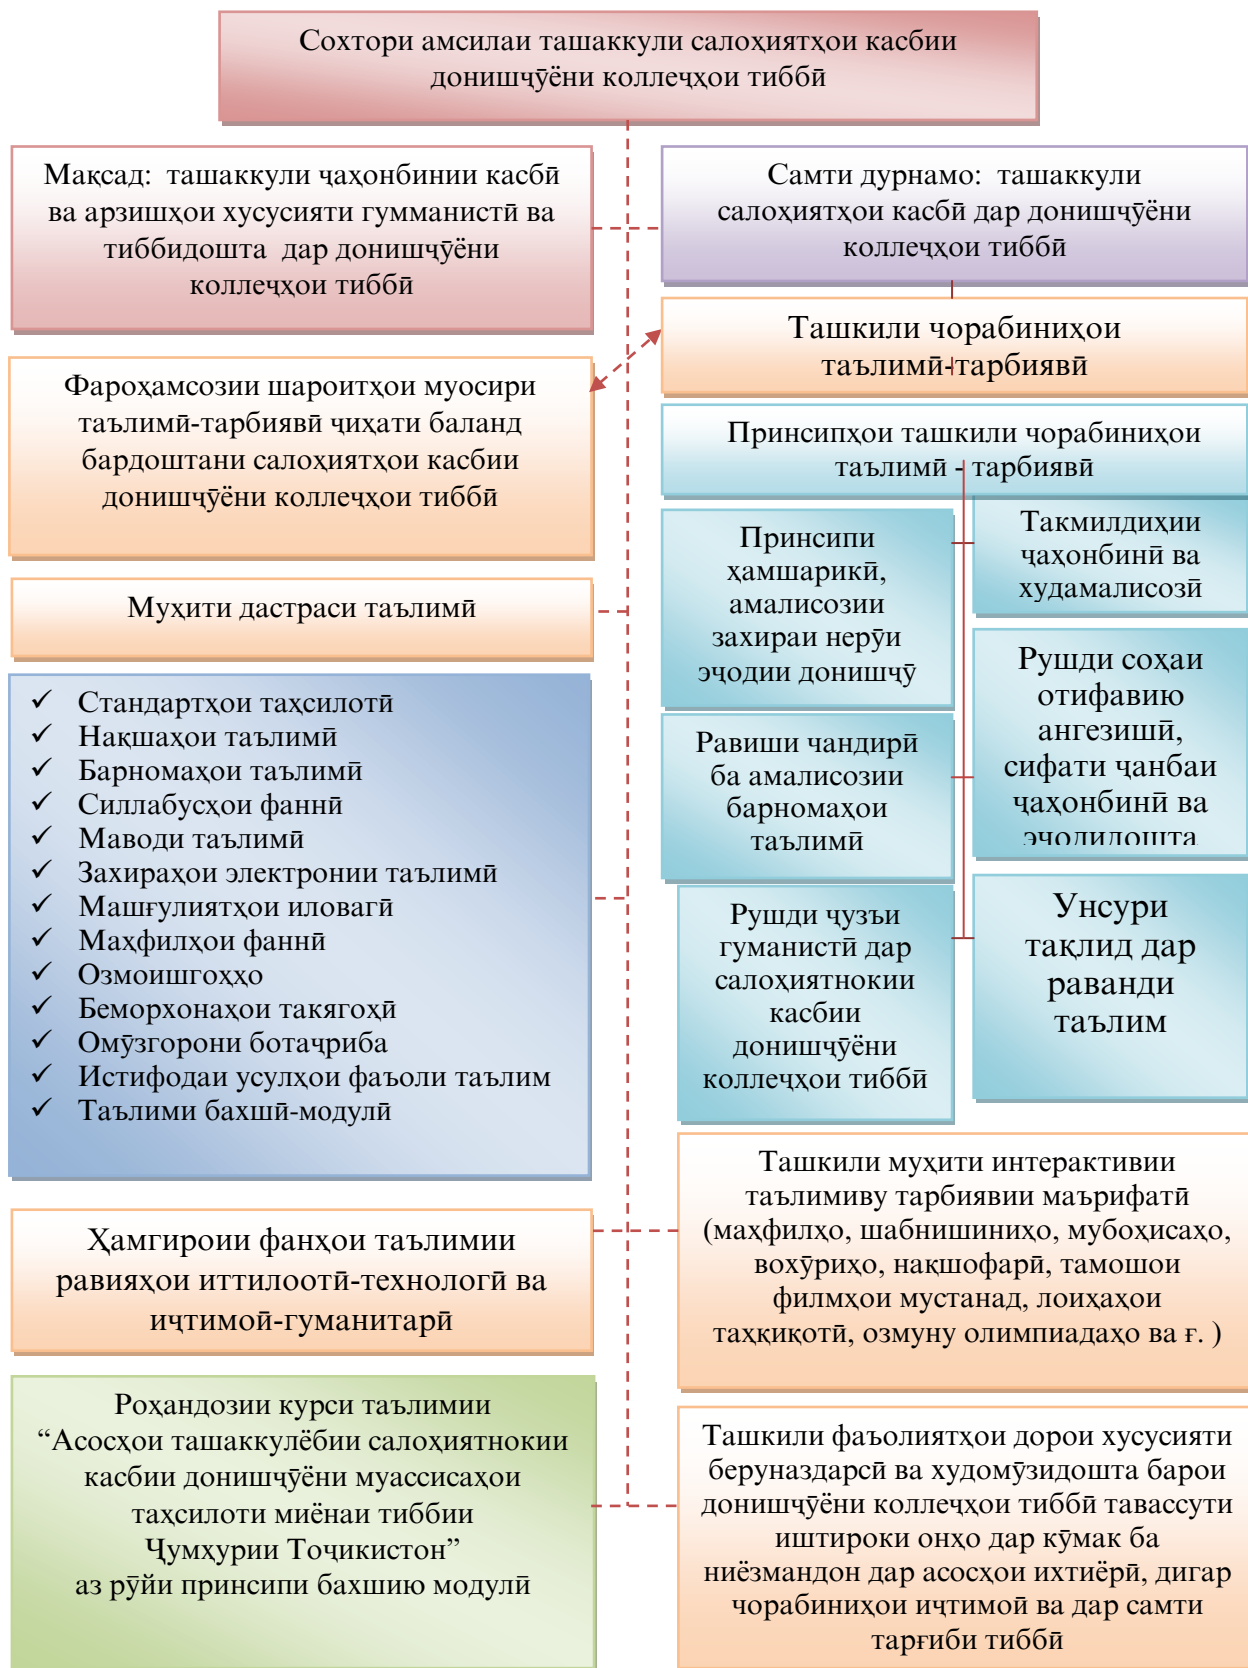 Сохтори амсилаи ташаккули салоҳиятҳои касбии
донишҷӯёни коллеҷҳои тиббӣ
Мақсад: ташаккули ҷаҳонбинии касбӣ
ва арзишҳои хусусияти гумманистӣ ва
тиббидошта дар донишҷӯёни
коллеҷҳои тиббӣ
Самти дурнамо: ташаккули
салоҳиятҳои касбӣ дар донишҷӯёни
коллеҷҳои тиббӣ
Ташкили чорабиниҳои
таълимӣ-тарбиявӣ
Фароҳамсозии шароитҳои муосири
таълимӣ-тарбиявӣ ҷиҳати баланд
бардоштани салоҳиятҳои касбии
донишҷӯёни коллеҷҳои тиббӣ
Принсипҳои ташкили чорабиниҳои
таълимӣ - тарбиявӣ
Принсипи
ҳамшарикӣ,
амалисозии
захираи нерӯи
эҷодии донишҷӯ
Такмилдиҳии
ҷаҳонбинӣ ва
худамалисозӣ
Муҳити дастраси таълимӣ
Рушди соҳаи
отифавию
ангезишӣ,
сифати ҷанбаи
ҷаҳонбинӣ ва
эҷодидошта
Стандартҳои таҳсилотӣ
Нақшаҳои таълимӣ
Барномаҳои таълимӣ
Силлабусҳои фаннӣ
Маводи таълимӣ
Захираҳои электронии таълимӣ
Машғулиятҳои иловагӣ
Маҳфилҳои фаннӣ
Озмоишгоҳҳо
Беморхонаҳои такягоҳӣ
Омӯзгорони ботаҷриба
Истифодаи усулҳои фаъоли таълим
Таълими бахшӣ-модулӣ
Равиши чандирӣ
ба амалисозии
барномаҳои
таълимӣ
Рушди ҷузъи
гуманистӣ дар
салоҳиятнокии
касбии
донишҷӯёни
коллеҷҳои тиббӣ
Унсури
тақлид дар
раванди
таълим
Ҳамгироии фанҳои таълимии
равияҳои иттилоотӣ-технологӣ ва
иҷтимоӣ-гуманитарӣ
Ташкили муҳити интерактивии
таълимиву тарбиявии маърифатӣ
(маҳфилҳо, шабнишиниҳо, мубоҳисаҳо,
вохӯриҳо, нақшофарӣ, тамошои
филмҳои мустанад, лоиҳаҳои
таҳқиқотӣ, озмуну олимпиадаҳо ва ғ. )
Роҳандозии курси таълимии
“Асосҳои ташаккулёбии салоҳиятнокии
касбии донишҷӯёни муассисаҳои
таҳсилоти миёнаи тиббии
Ҷумҳурии Тоҷикистон”
аз рӯйи принсипи бахшию модулӣ
Ташкили фаъолиятҳои дорои хусусияти
беруназдарсӣ ва худомӯзидошта барои
донишҷӯёни коллеҷҳои тиббӣ тавассути
иштироки онҳо дар кӯмак ба
ниёзмандон дар асосҳои ихтиёрӣ, дигар
чорабиниҳои иҷтимоӣ ва дар самти
тарғиби тиббӣ